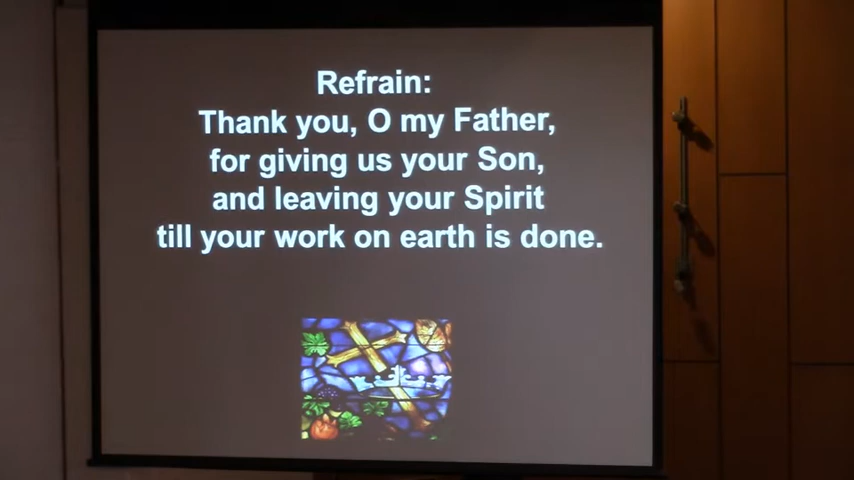 Refrain:
Thank you, O my Father,
for giving us your Son,
and leaving your Spirit
till your work on earth is done.